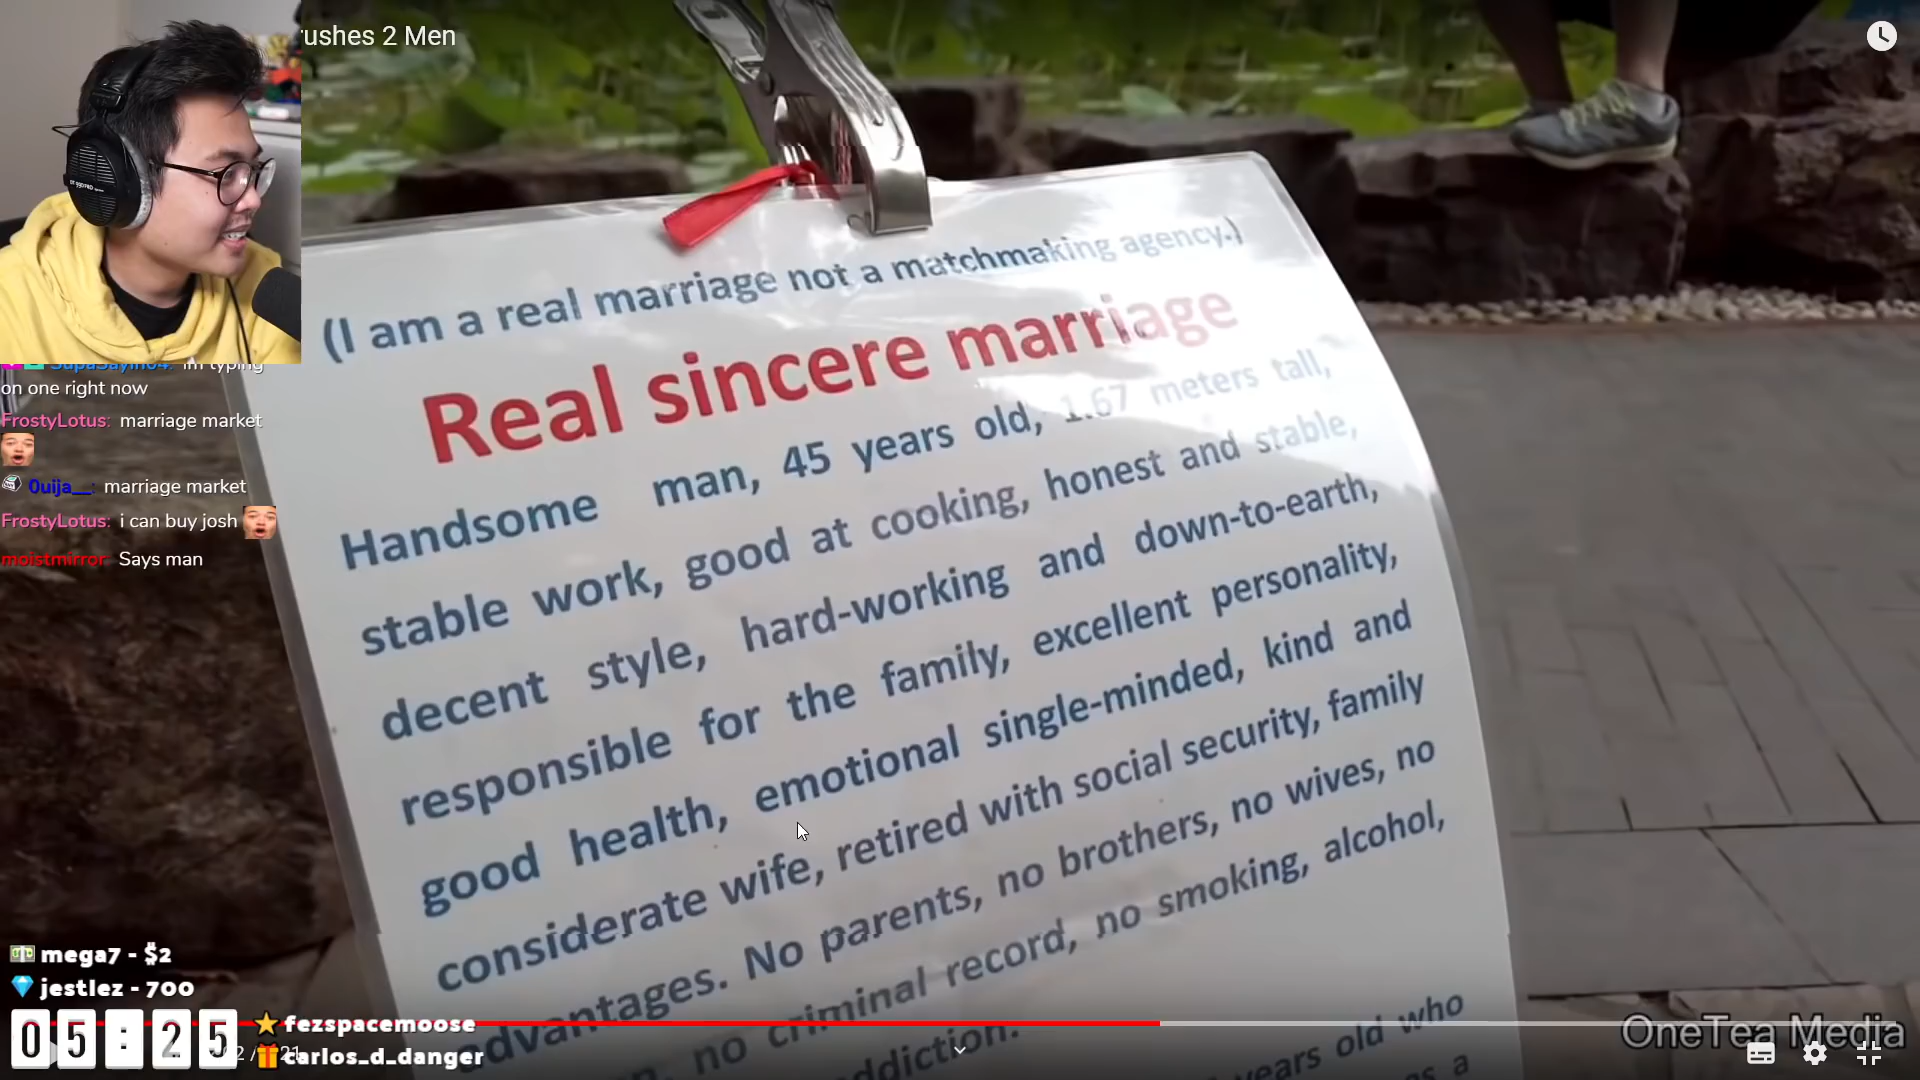 ushes 2 Men
(I am a real marriage not a matchmaking agency.)
Real sincere marriage
Handsome man, 45 years old, 1.67 meters tall,
stable work, good at cooking, honest and stable,
decent style, hard-working and down-to-earth,
responsible for the family, excellent personality,
good health, emotional single-minded, kind and
considerate wife, retired with social security, family
advantages. No parents, no brothers, no wives, no
no criminal record, no smoking, alcohol,
addiction.
years old who
a
SupaSayin04: im typing
on one right now
FrostyLotus: marriage market
0uija__: marriage market
FrostyLotus: i can buy josh
moistmirror: Says man
mega7 - $2
jestlez - 700
05:25
fezspacemoose
carlos_d_danger
OneTea Media